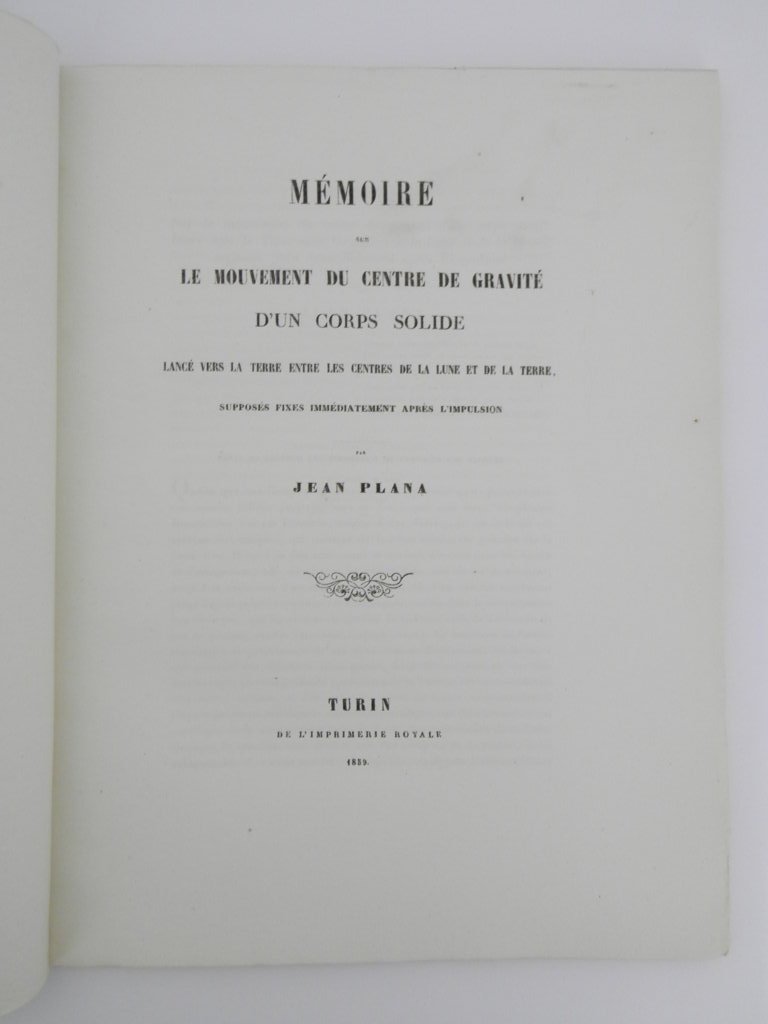 MÉMOIRE
SUR
LE MOUVEMENT DU CENTRE DE GRAVITÉ
D'UN CORPS SOLIDE
LANCÉ VERS LA TERRE ENTRE LES CENTRES DE LA LUNE ET DE LA TERRE,
SUPPOSÉS FIXES IMMÉDIATEMENT APRÈS L'IMPULSION
PAR
JEAN PLANA
TURIN
DE L'IMPRIMERIE ROYALE
1859.